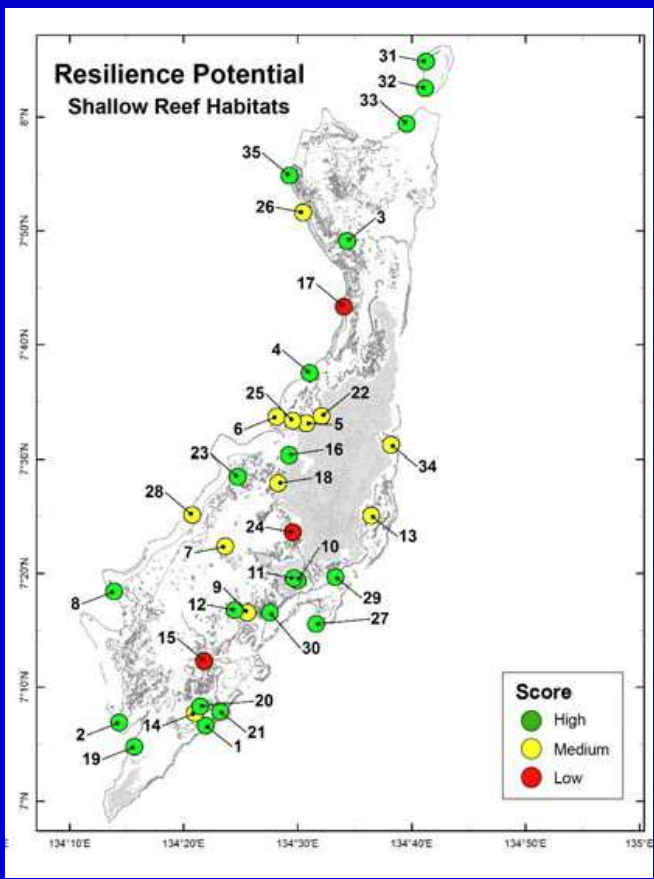 Resilience Potential
Shallow Reef Habitats
31
32
33
35
26
3
17
4
25
22
6
5
23
16
34
18
28
24
13
7
10
11
8
29
12
9
27
30
15
20
2
14
21
19
1
8°N
7°50'N
7°40'N
7°30'N
7°20'N
7°10'N
7°N
Score
High
Medium
Low
E
134°10'E
134°20'E
134°30'E
134°40'E
134°50'E
135°E